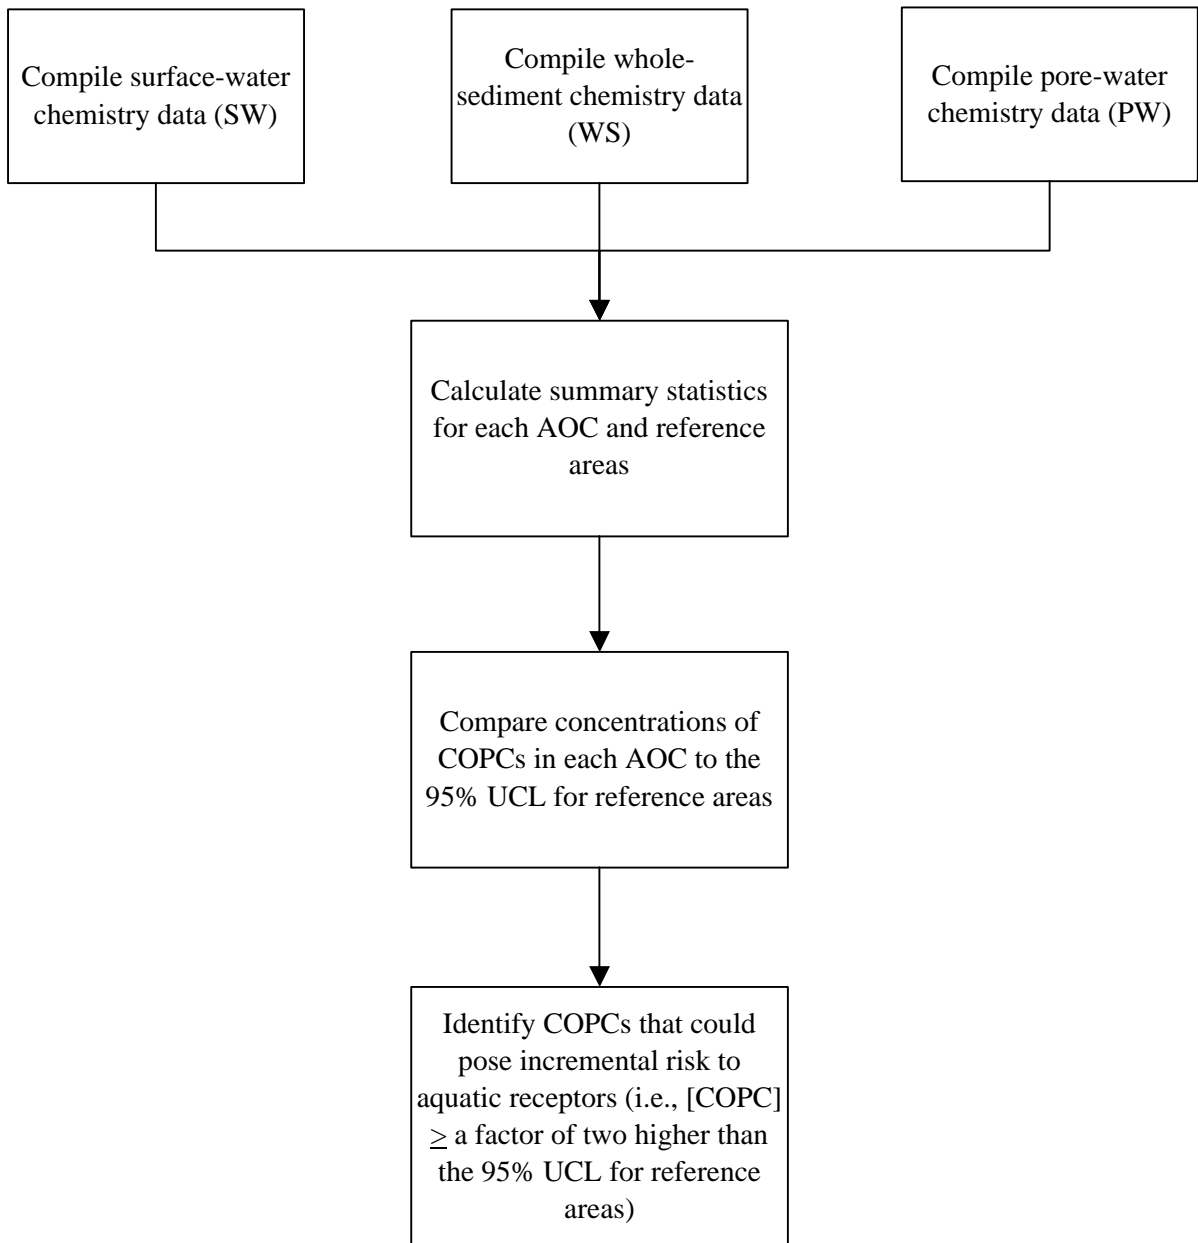 Compile surface-water
chemistry data (SW)
Compile whole-
sediment chemistry data
(WS)
Compile pore-water
chemistry data (PW)
Calculate summary statistics
for each AOC and reference
areas
Compare concentrations of
COPCs in each AOC to the
95% UCL for reference areas
Identify COPCs that could
pose incremental risk to
aquatic receptors (i.e., [COPC]
≥ a factor of two higher than
the 95% UCL for reference
areas)